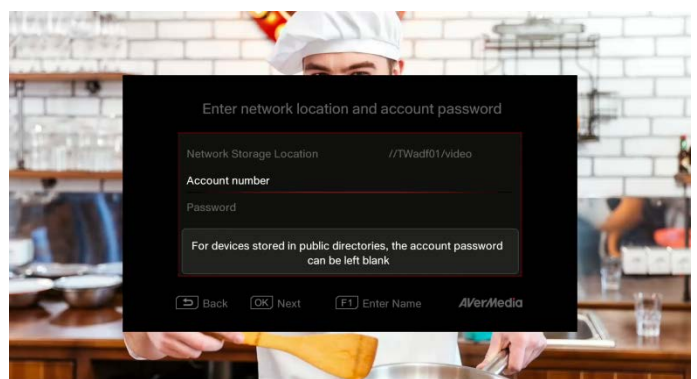 Enter network location and account password
Network Storage Location //TWadf01/video
Account number
Password
For devices stored in public directories, the account password
can be left blank
Back OK Next F1 Enter Name AVerMedia